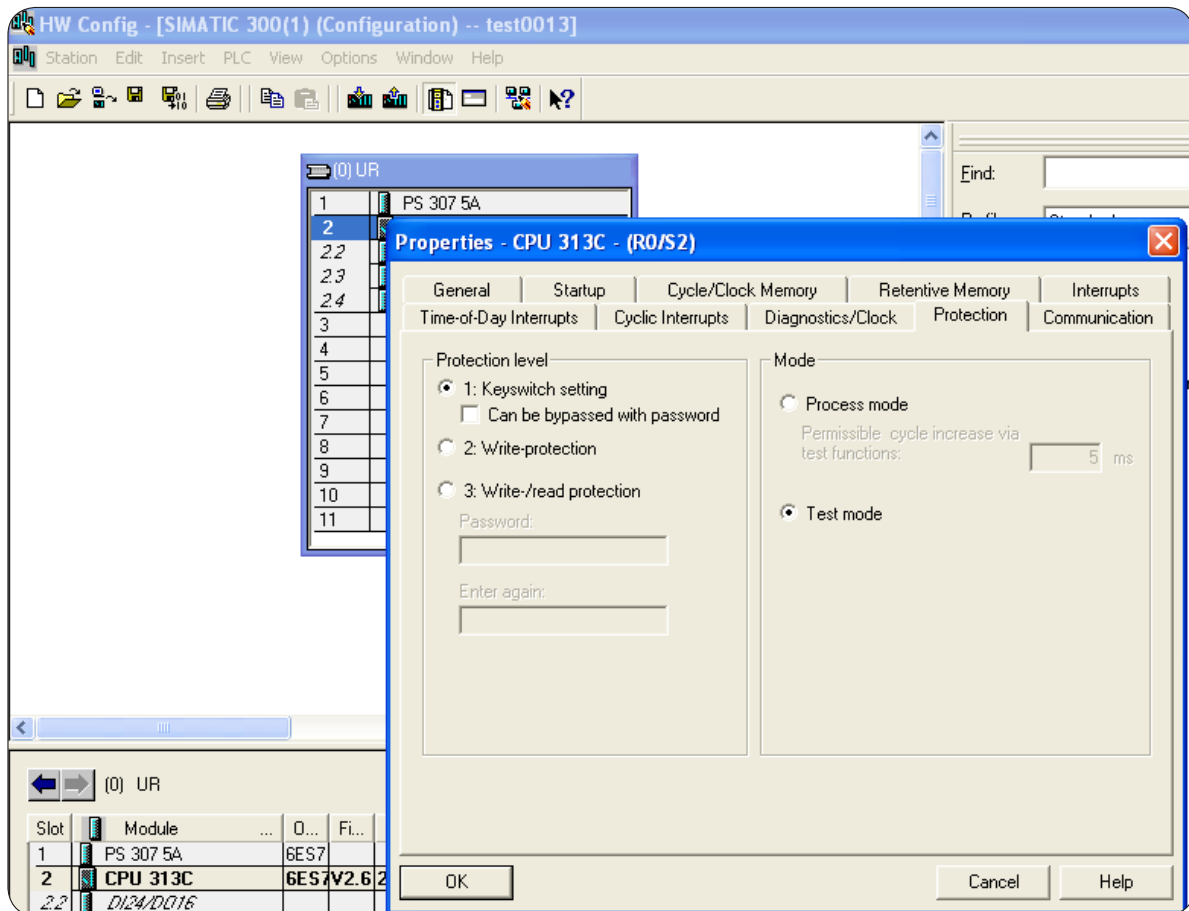 HW Config - [SIMATIC 300(1) (Configuration) -- test0013]
Station Edit Insert PLC View Options Window Help
(0) UR
1 PS 307 5A
2
2.2
2.3
2.4
3
4
5
6
7
8
9
10
11
Find:
Properties - CPU 313C - (R0/S2)
General Startup Cycle/Clock Memory Retentive Memory Interrupts
Time-of-Day Interrupts Cyclic Interrupts Diagnostics/Clock Protection Communication
Protection level
1: Keyswitch setting
Can be bypassed with password
2: Write-protection
3: Write-/read protection
Password:
Enter again:
Mode
Process mode
Permissible cycle increase via
test functions:
5 ms
Test mode
OK Cancel Help
(0) UR
Slot Module ... O... Fi...
1 PS 307 5A 6ES7
2 CPU 313C 6ES7 V2.6 2
2.2 DI24/DO16